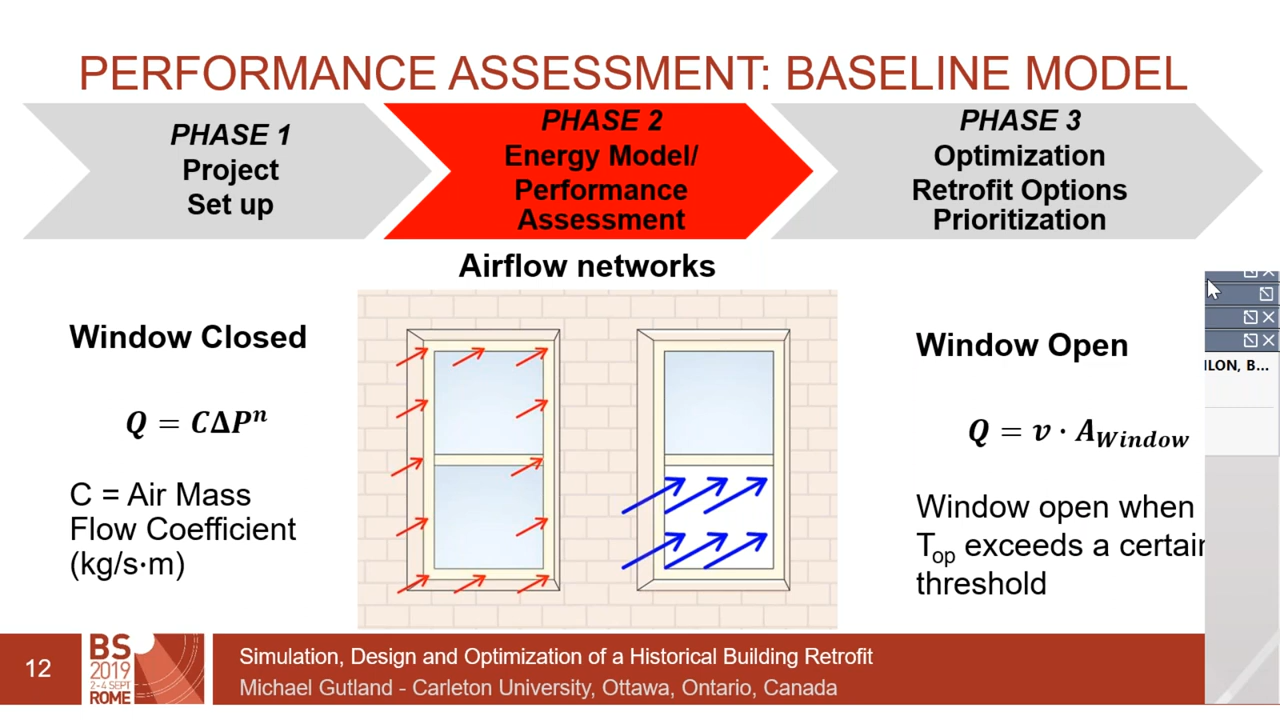 PERFORMANCE ASSESSMENT: BASELINE MODEL
PHASE 1
Project
Set up
PHASE 2
Energy Model/
Performance
Assessment
PHASE 3
Optimization
Retrofit Options
Prioritization
Airflow networks
Window Closed
Q = CΔPⁿ
C = Air Mass
Flow Coefficient
(kg/s·m)
Window Open
Q = v · A_Window
Window open when
T_op exceeds a certain
threshold
ILON, B...
12
BS
2019
2-4 SEPT
ROME
Simulation, Design and Optimization of a Historical Building Retrofit
Michael Gutland - Carleton University, Ottawa, Ontario, Canada